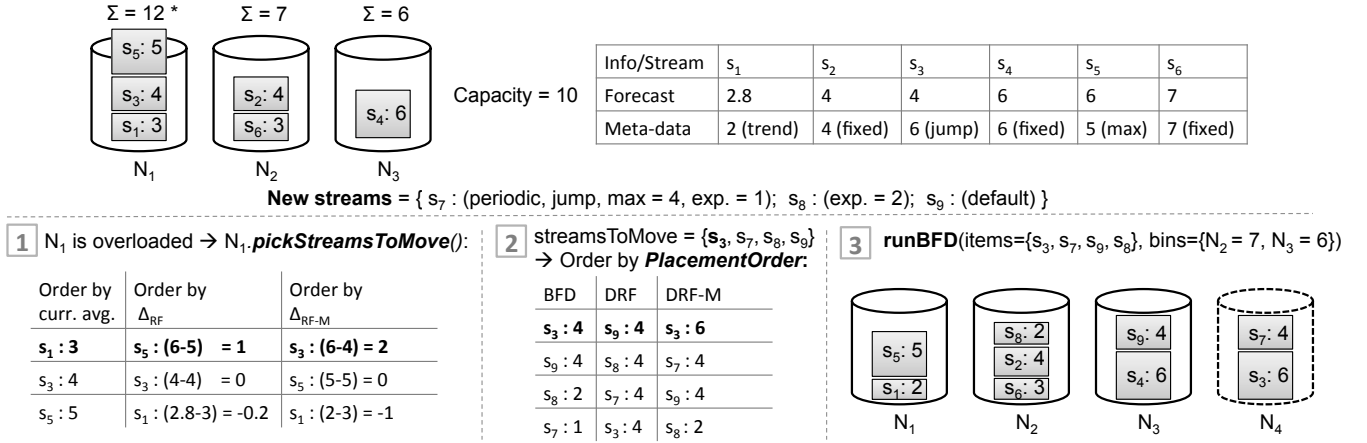 Σ = 12 * Σ = 7 Σ = 6
s5: 5
s3: 4
s1: 3
s2: 4
s6: 3
s4: 6
N1 N2 N3
Capacity = 10
Info/Stream s1 s2 s3 s4 s5 s6
Forecast 2.8 4 4 6 6 7
Meta-data 2 (trend) 4 (fixed) 6 (jump) 6 (fixed) 5 (max) 7 (fixed)
New streams = { s7 : (periodic, jump, max = 4, exp. = 1); s8 : (exp. = 2); s9 : (default) }
1 N1 is overloaded → N1.pickStreamsToMove():
Order by curr. avg. Order by ΔRF Order by ΔRF-M
s1 : 3 s5 : (6-5) = 1 s3 : (6-4) = 2
s3 : 4 s3 : (4-4) = 0 s5 : (5-5) = 0
s5 : 5 s1 : (2.8-3) = -0.2 s1 : (2-3) = -1
2 streamsToMove = {s3, s7, s8, s9}
→ Order by PlacementOrder:
BFD DRF DRF-M
s3 : 4 s9 : 4 s3 : 6
s9 : 4 s8 : 4 s7 : 4
s8 : 2 s7 : 4 s9 : 4
s7 : 1 s3 : 4 s8 : 2
3 runBFD(items={s3, s7, s9, s8}, bins={N2 = 7, N3 = 6})
s5: 5
s1: 2
s8: 2
s2: 4
s6: 3
s9: 4
s4: 6
s7: 4
s3: 6
N1 N2 N3 N4